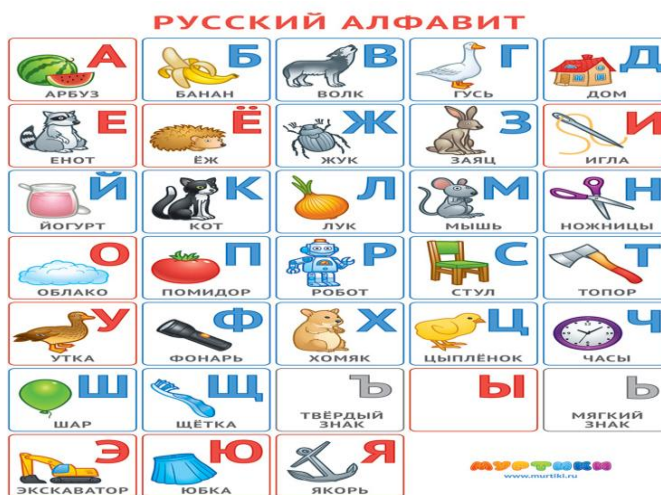 РУССКИЙ АЛФАВИТ
А Б В Г Д
АРБУЗ БАНАН ВОЛК ГУСЬ ДОМ
Е Ё Ж З И
ЕНОТ ЁЖ ЖУК ЗАЯЦ ИГЛА
Й К Л М Н
ЙОГУРТ КОТ ЛУК МЫШЬ НОЖНИЦЫ
О П Р С Т
ОБЛАКО ПОМИДОР РОБОТ СТУЛ ТОПОР
У Ф Х Ц Ч
УТКА ФОНАРЬ ХОМЯК ЦЫПЛЁНОК ЧАСЫ
Ш Щ Ъ Ы Ь
ШАР ЩЁТКА ТВЁРДЫЙ ЗНАК МЯГКИЙ ЗНАК
Э Ю Я
ЭКСКАВАТОР ЮБКА ЯКОРЬ
МУРТИКИ
www.murtiki.ru